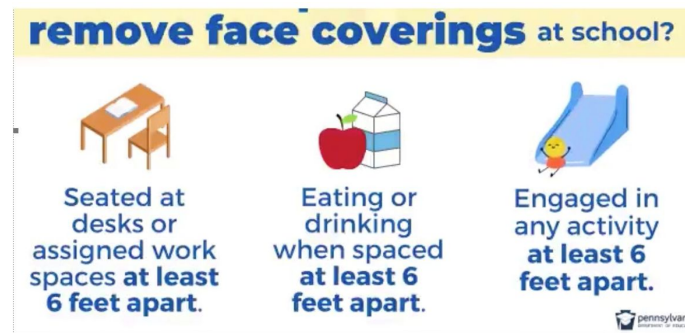 remove face coverings at school?
Seated at
desks or
assigned work
spaces at least
6 feet apart.
Eating or
drinking
when spaced
at least 6
feet apart.
Engaged in
any activity
at least 6
feet apart.